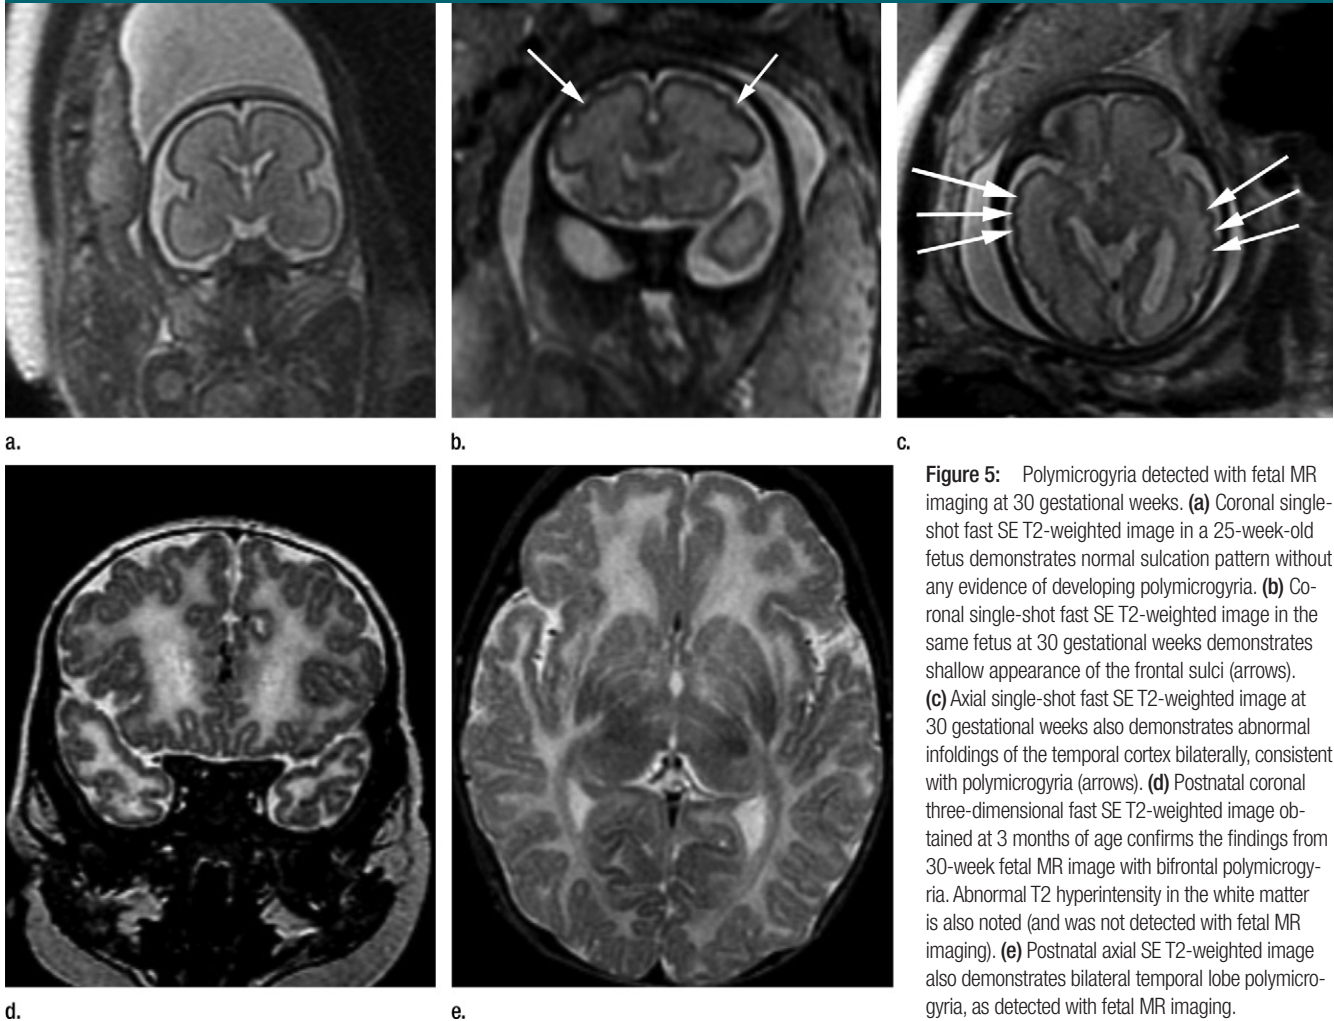 a.
b.
c.
d.
e.
Figure 5: Polymicrogyria detected with fetal MR
imaging at 30 gestational weeks. (a) Coronal single-
shot fast SE T2-weighted image in a 25-week-old
fetus demonstrates normal sulcation pattern without
any evidence of developing polymicrogyria. (b) Co-
ronal single-shot fast SE T2-weighted image in the
same fetus at 30 gestational weeks demonstrates
shallow appearance of the frontal sulci (arrows).
(c) Axial single-shot fast SE T2-weighted image at
30 gestational weeks also demonstrates abnormal
infoldings of the temporal cortex bilaterally, consistent
with polymicrogyria (arrows). (d) Postnatal coronal
three-dimensional fast SE T2-weighted image ob-
tained at 3 months of age confirms the findings from
30-week fetal MR image with bifrontal polymicrogy-
ria. Abnormal T2 hyperintensity in the white matter
is also noted (and was not detected with fetal MR
imaging). (e) Postnatal axial SE T2-weighted image
also demonstrates bilateral temporal lobe polymicro-
gyria, as detected with fetal MR imaging.